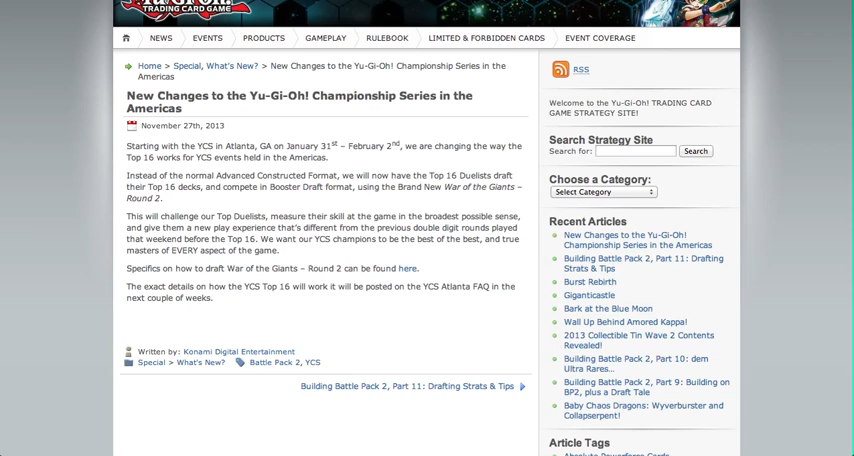 Yu-Gi-Oh!
TRADING CARD GAME
NEWS
EVENTS
PRODUCTS
GAMEPLAY
RULEBOOK
LIMITED & FORBIDDEN CARDS
EVENT COVERAGE
Home > Special, What's New? > New Changes to the Yu-Gi-Oh! Championship Series in the
Americas
New Changes to the Yu-Gi-Oh! Championship Series in the
Americas
November 27th, 2013
Starting with the YCS in Atlanta, GA on January 31st – February 2nd, we are changing the way the
Top 16 works for YCS events held in the Americas.
Instead of the normal Advanced Constructed Format, we will now have the Top 16 Duelists draft
their Top 16 decks, and compete in Booster Draft format, using the Brand New War of the Giants –
Round 2.
This will challenge our Top Duelists, measure their skill at the game in the broadest possible sense,
and give them a new play experience that's different from the previous double digit rounds played
that weekend before the Top 16. We want our YCS champions to be the best of the best, and true
masters of EVERY aspect of the game.
Specifics on how to draft War of the Giants – Round 2 can be found here.
The exact details on how the YCS Top 16 will work it will be posted on the YCS Atlanta FAQ in the
next couple of weeks.
Written by: Konami Digital Entertainment
Special > What's New?
Battle Pack 2, YCS
Building Battle Pack 2, Part 11: Drafting Strats & Tips
RSS
Welcome to the Yu-Gi-Oh! TRADING CARD
GAME STRATEGY SITE!
Search Strategy Site
Search for:
Search
Choose a Category:
Select Category
Recent Articles
New Changes to the Yu-Gi-Oh!
Championship Series in the Americas
Building Battle Pack 2, Part 11: Drafting
Strats & Tips
Burst Rebirth
Giganticastle
Bark at the Blue Moon
Wall Up Behind Amored Kappa!
2013 Collectible Tin Wave 2 Contents
Revealed!
Building Battle Pack 2, Part 10: dem
Ultra Rares…
Building Battle Pack 2, Part 9: Building on
BP2, plus a Draft Tale
Baby Chaos Dragons: Wyverburster and
Collapserpent!
Article Tags
Absolute Powerforce Cards